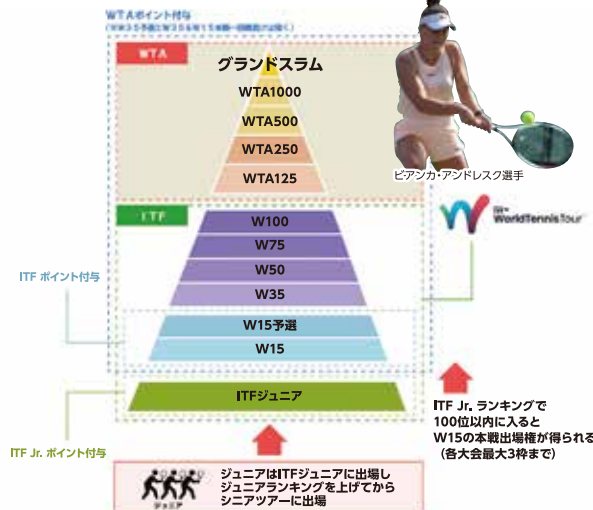 WTAポイント付与
WTA
グランドスラム
WTA1000
WTA500
WTA250
WTA125
ビアンカ・アンドレスク選手
ITF
W100
W75
W50
W35
WorldTennisTour
ITF ポイント付与
W15予選
W15
ITFジュニア
ITF Jr. ランキングで
100位以内に入ると
W15の本戦出場権が得られる
（各大会最大3枠まで）
ITF Jr. ポイント付与
ジュニアはITFジュニアに出場し
ジュニアランキングを上げてから
シニアツアーに出場
ジュニア